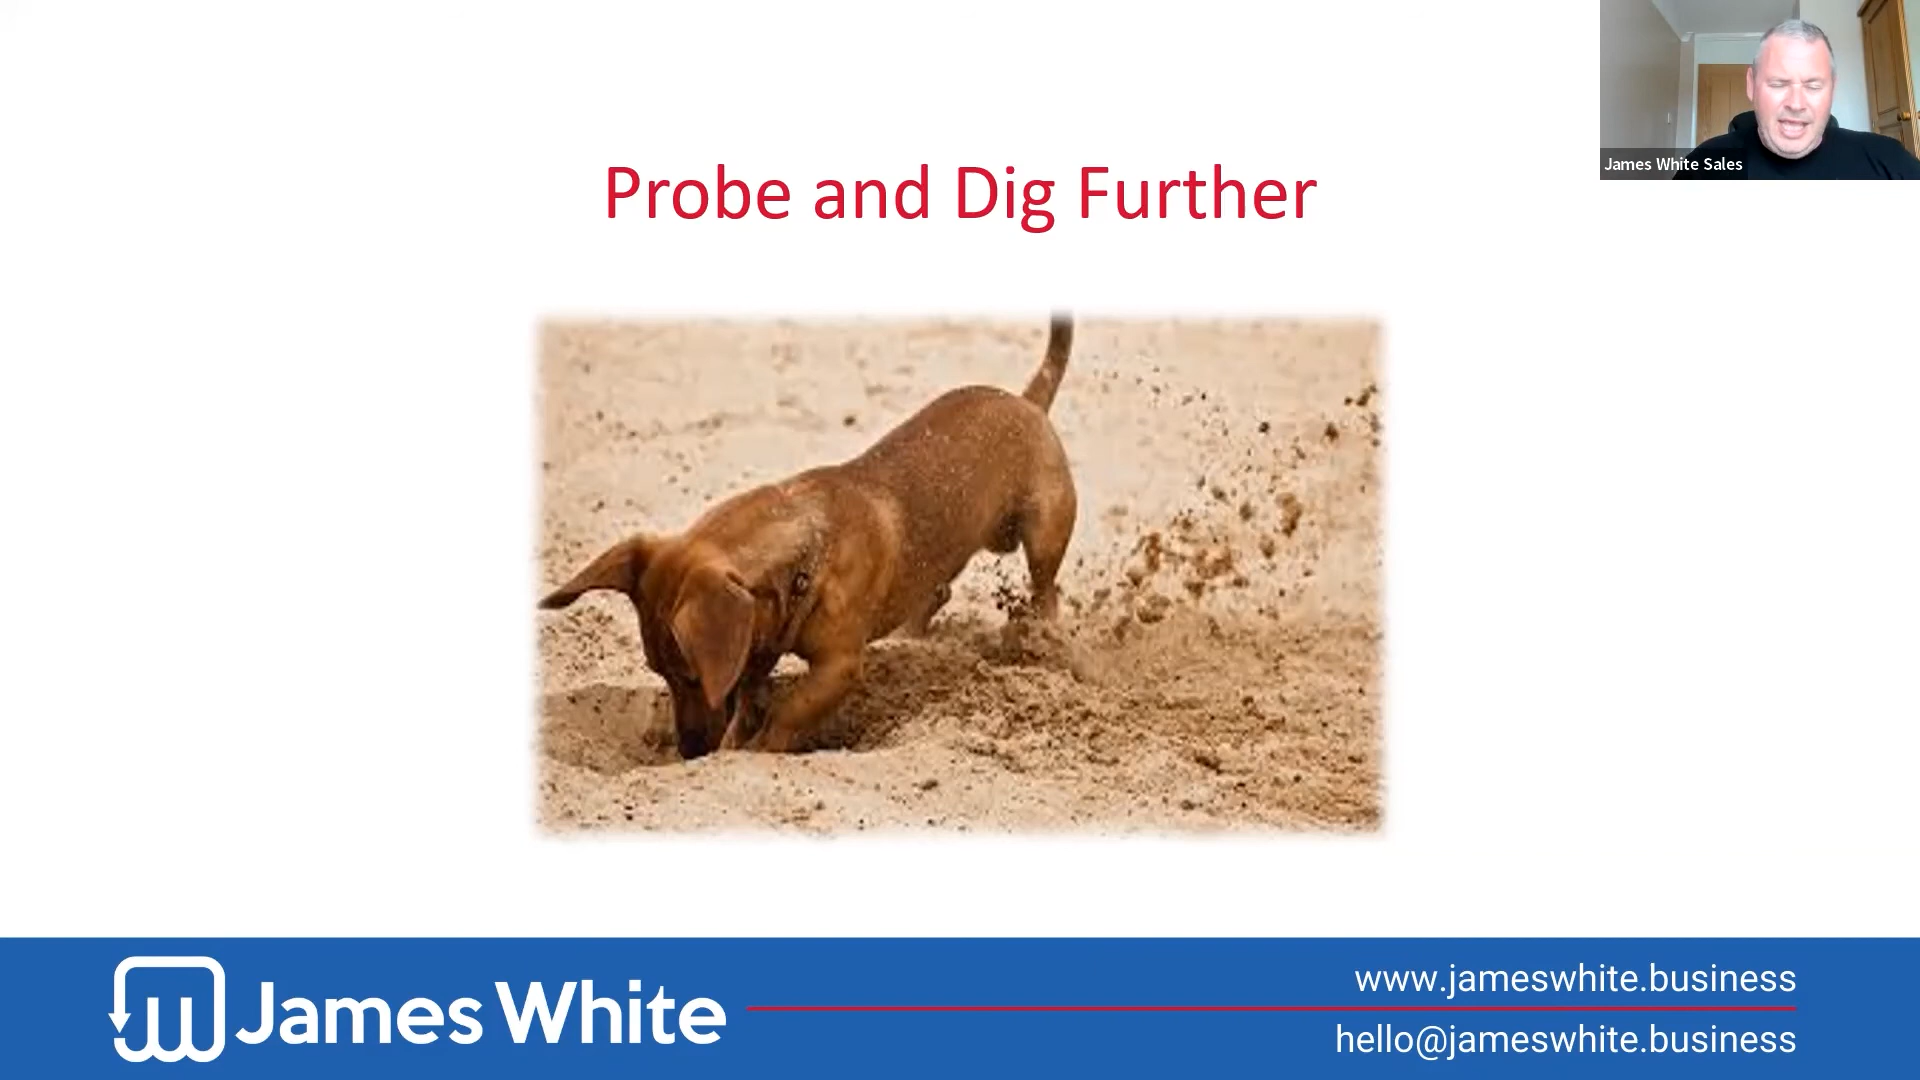 James White Sales
Probe and Dig Further
James White
www.jameswhite.business
hello@jameswhite.business